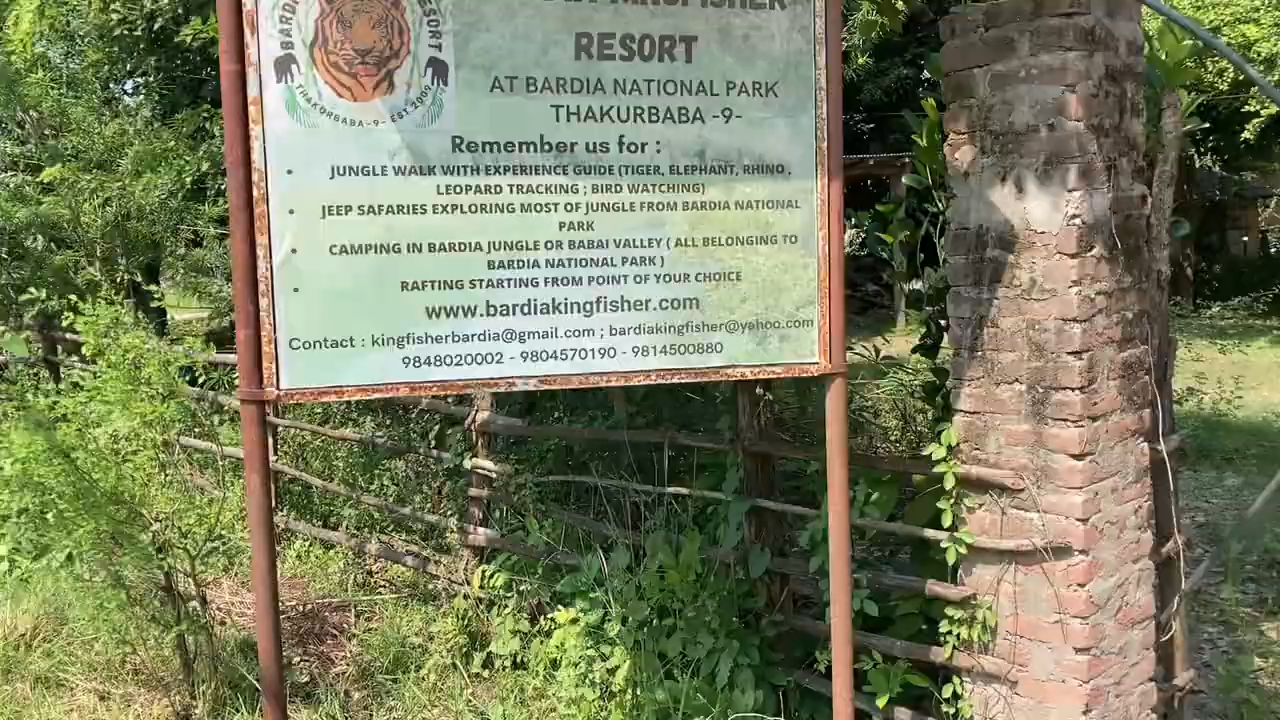 BARDIA RESORT
THAKURBABA -9- EST.2009
KINGFISHER
RESORT
AT BARDIA NATIONAL PARK
THAKURBABA -9-
Remember us for :
• JUNGLE WALK WITH EXPERIENCE GUIDE (TIGER, ELEPHANT, RHINO ,
LEOPARD TRACKING ; BIRD WATCHING)
• JEEP SAFARIES EXPLORING MOST OF JUNGLE FROM BARDIA NATIONAL
PARK
• CAMPING IN BARDIA JUNGLE OR BABAI VALLEY ( ALL BELONGING TO
BARDIA NATIONAL PARK )
• RAFTING STARTING FROM POINT OF YOUR CHOICE
www.bardiakingfisher.com
Contact : kingfisherbardia@gmail.com ; bardiakingfisher@yahoo.com
9848020002 - 9804570190 - 9814500880